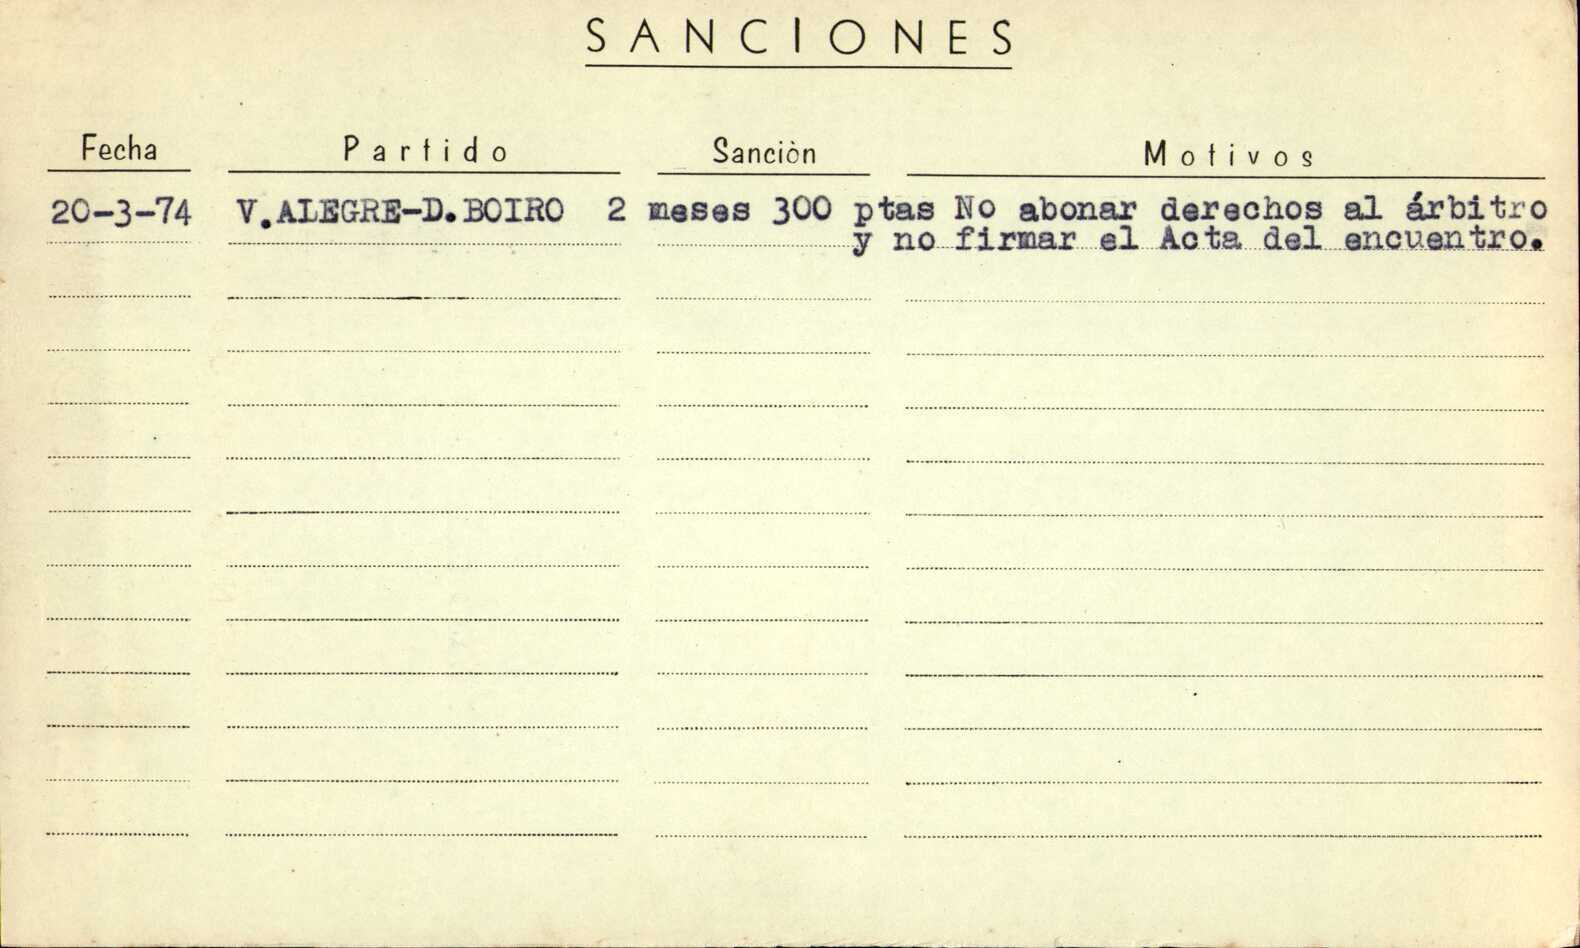 SANCIONES
Fecha Partido Sanciòn Motivos
20-3-74 V.ALEGRE-D.BOIRO 2 meses 300 ptas No abonar derechos al árbitro
y no firmar el Acta del encuentro.